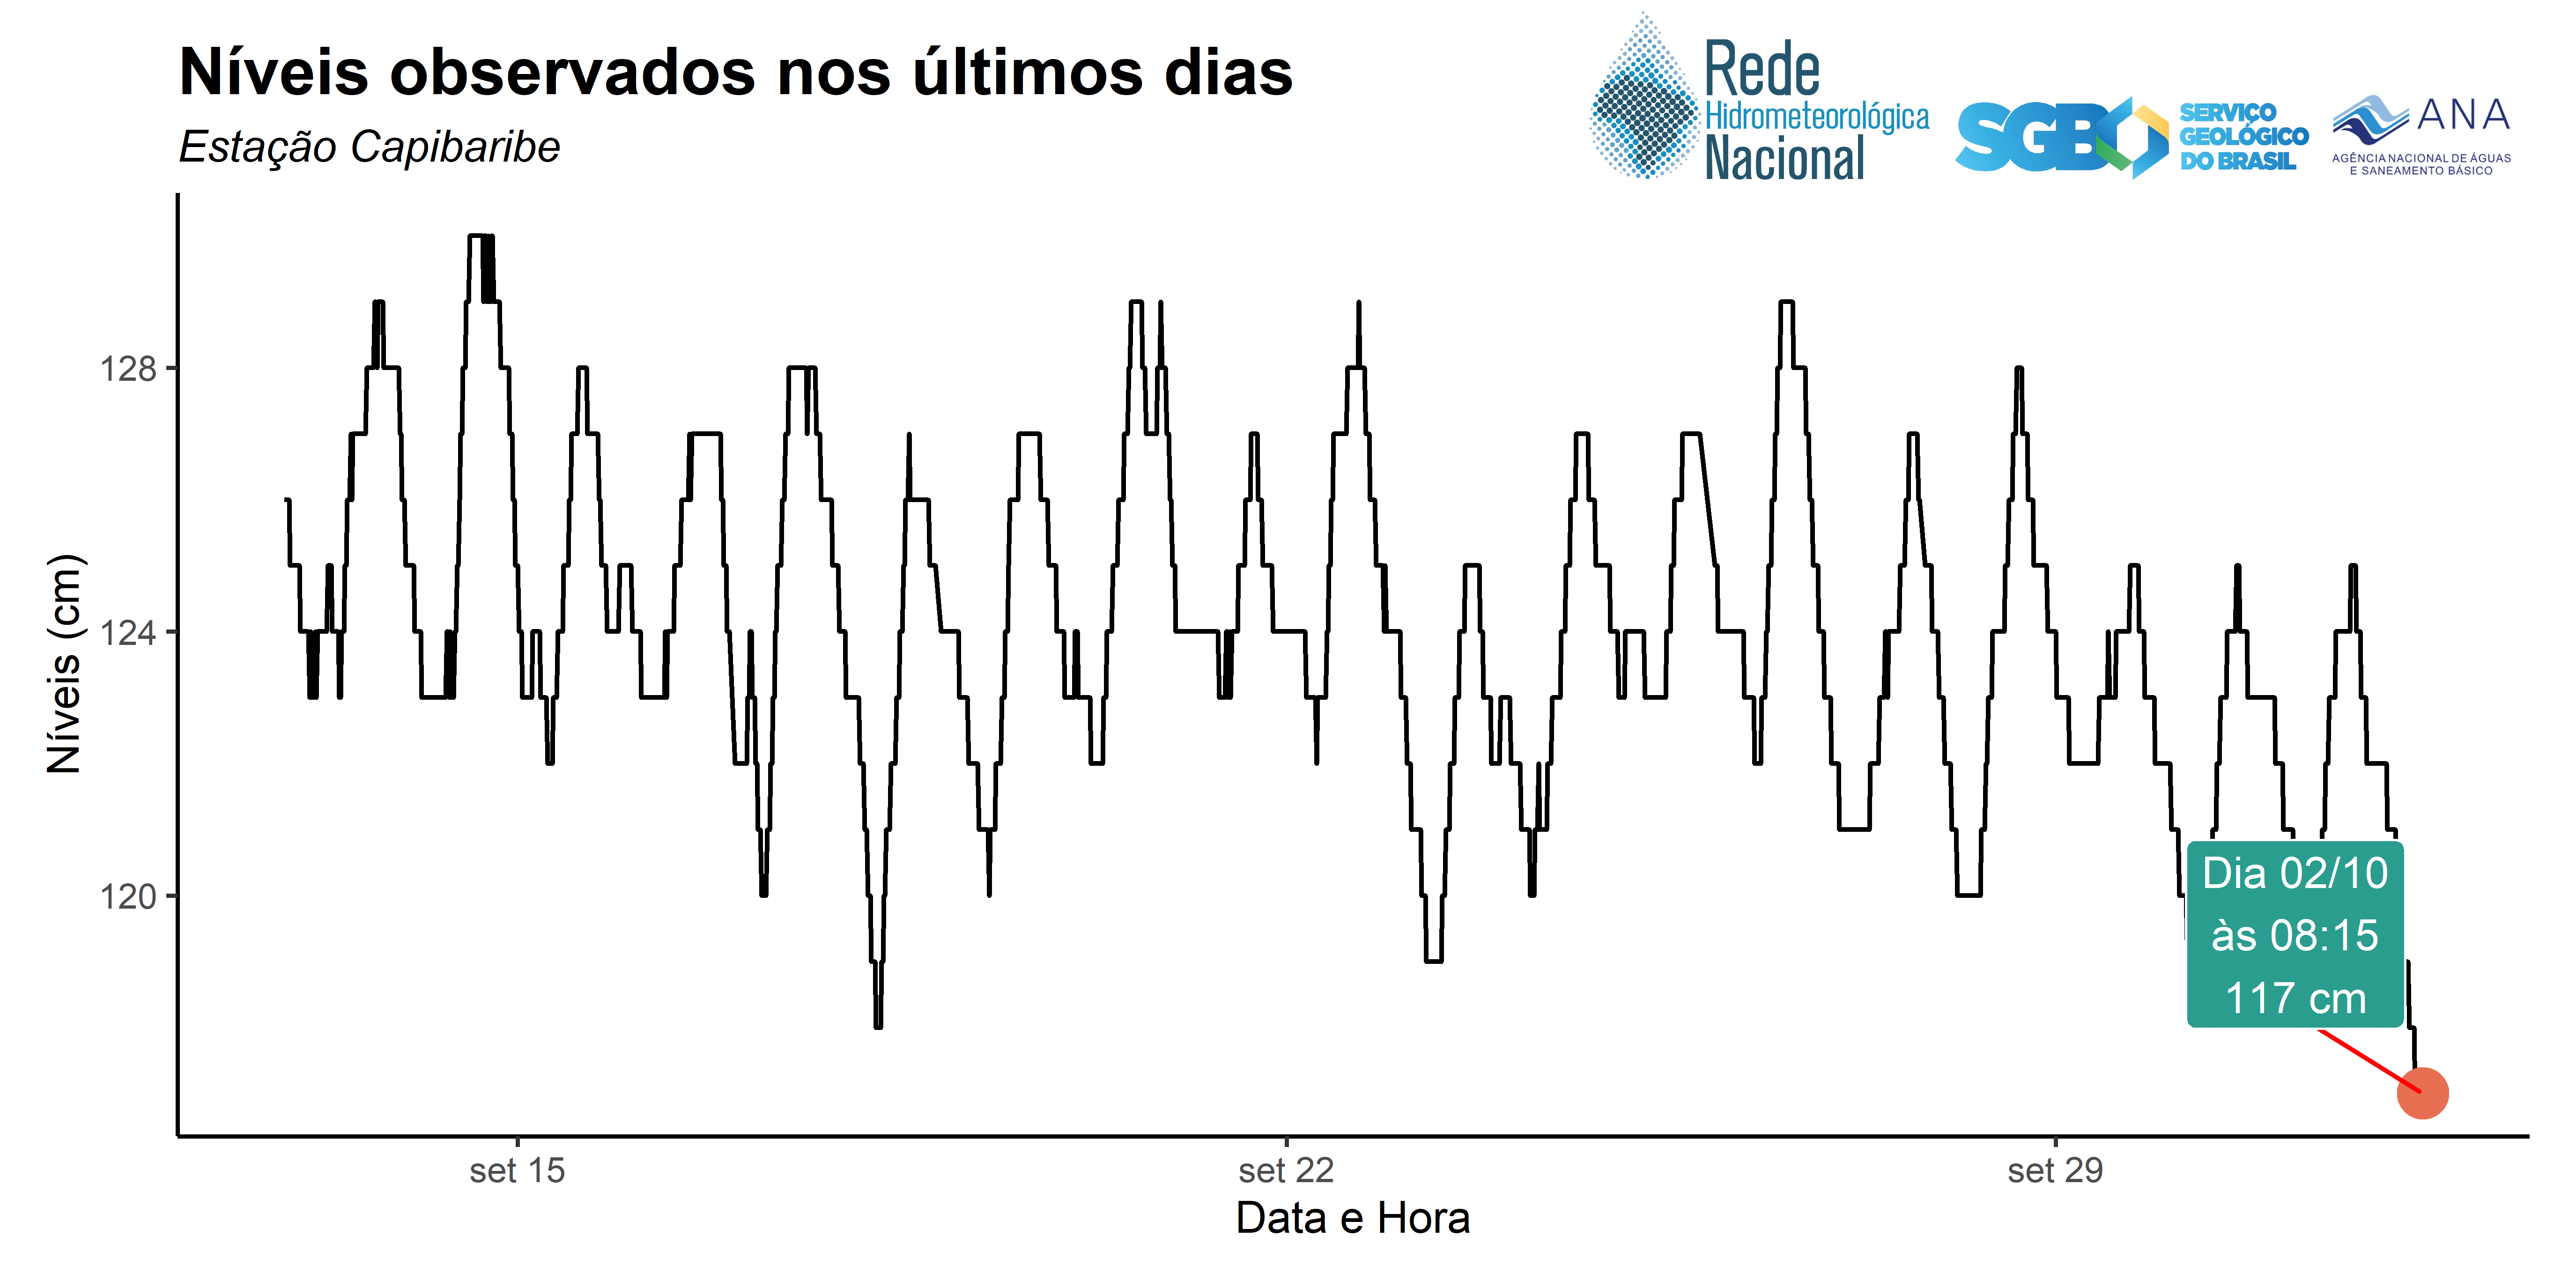 Níveis observados nos últimos dias
Estação Capibaribe
Rede
Hidrometeorológica
Nacional
SGB
SERVIÇO
GEOLÓGICO
DO BRASIL
ANA
AGÊNCIA NACIONAL DE ÁGUAS
E SANEAMENTO BÁSICO
Níveis (cm)
128
124
120
Dia 02/10
às 08:15
117 cm
set 15
set 22
set 29
Data e Hora